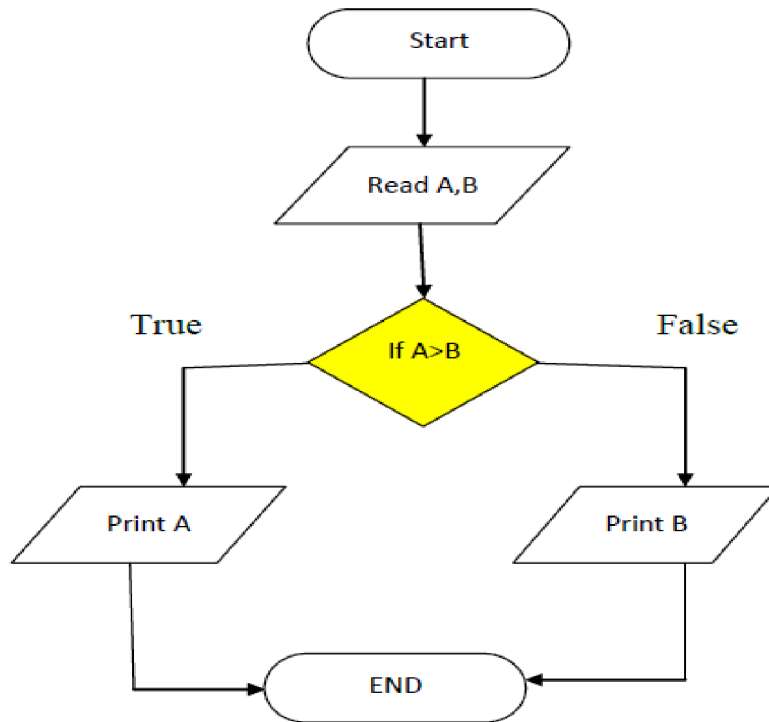 Start
Read A,B
True
False
If A>B
Print A
Print B
END